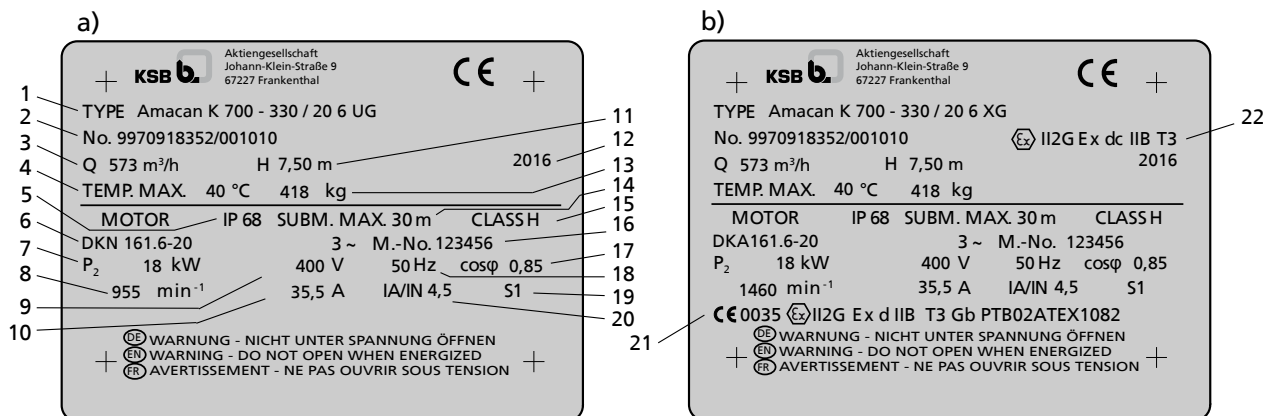 a)
KSB b.
Aktiengesellschaft
Johann-Klein-Straße 9
67227 Frankenthal
CE
TYPE Amacan K 700 - 330 / 20 6 UG
No. 9970918352/001010
Q 573 m³/h H 7,50 m 2016
TEMP. MAX. 40 °C 418 kg
MOTOR IP 68 SUBM. MAX. 30 m CLASS H
DKN 161.6-20 3 ~ M.-No. 123456
P₂ 18 kW 400 V 50 Hz cosφ 0,85
955 min⁻¹ 35,5 A IA/IN 4,5 S1
DE WARNUNG - NICHT UNTER SPANNUNG ÖFFNEN
EN WARNING - DO NOT OPEN WHEN ENERGIZED
FR AVERTISSEMENT - NE PAS OUVRIR SOUS TENSION
1
2
3
4
5
6
7
8
9
10
11
12
13
14
15
16
17
18
19
20
b)
KSB b.
Aktiengesellschaft
Johann-Klein-Straße 9
67227 Frankenthal
CE
TYPE Amacan K 700 - 330 / 20 6 XG
No. 9970918352/001010 Ex II2G Ex dc IIB T3
Q 573 m³/h H 7,50 m 2016
TEMP. MAX. 40 °C 418 kg
MOTOR IP 68 SUBM. MAX. 30 m CLASS H
DKA161.6-20 3 ~ M.-No. 123456
P₂ 18 kW 400 V 50 Hz cosφ 0,85
1460 min⁻¹ 35,5 A IA/IN 4,5 S1
CE 0035 Ex II2G Ex d IIB T3 Gb PTB02ATEX1082
DE WARNUNG - NICHT UNTER SPANNUNG ÖFFNEN
EN WARNING - DO NOT OPEN WHEN ENERGIZED
FR AVERTISSEMENT - NE PAS OUVRIR SOUS TENSION
21
22